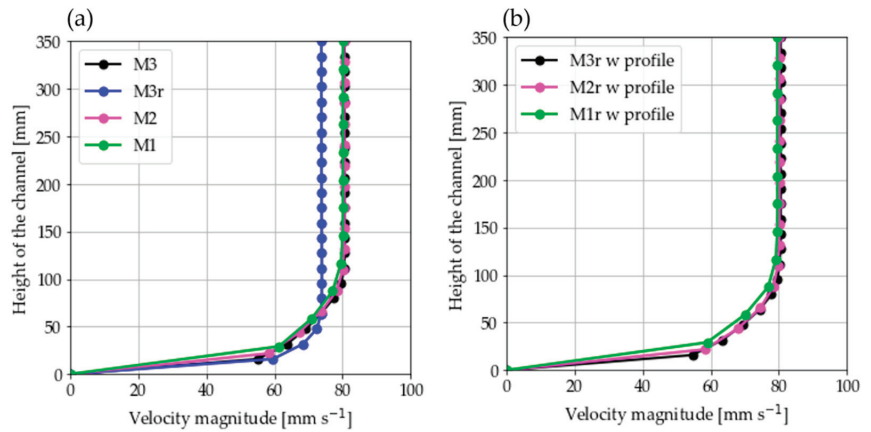 (a)
350
300
250
200
150
100
50
0
Height of the channel [mm]
M3
M3r
M2
M1
0 20 40 60 80 100
Velocity magnitude [mm s⁻¹]
(b)
350
300
250
200
150
100
50
0
Height of the channel [mm]
M3r w profile
M2r w profile
M1r w profile
0 20 40 60 80 100
Velocity magnitude [mm s⁻¹]